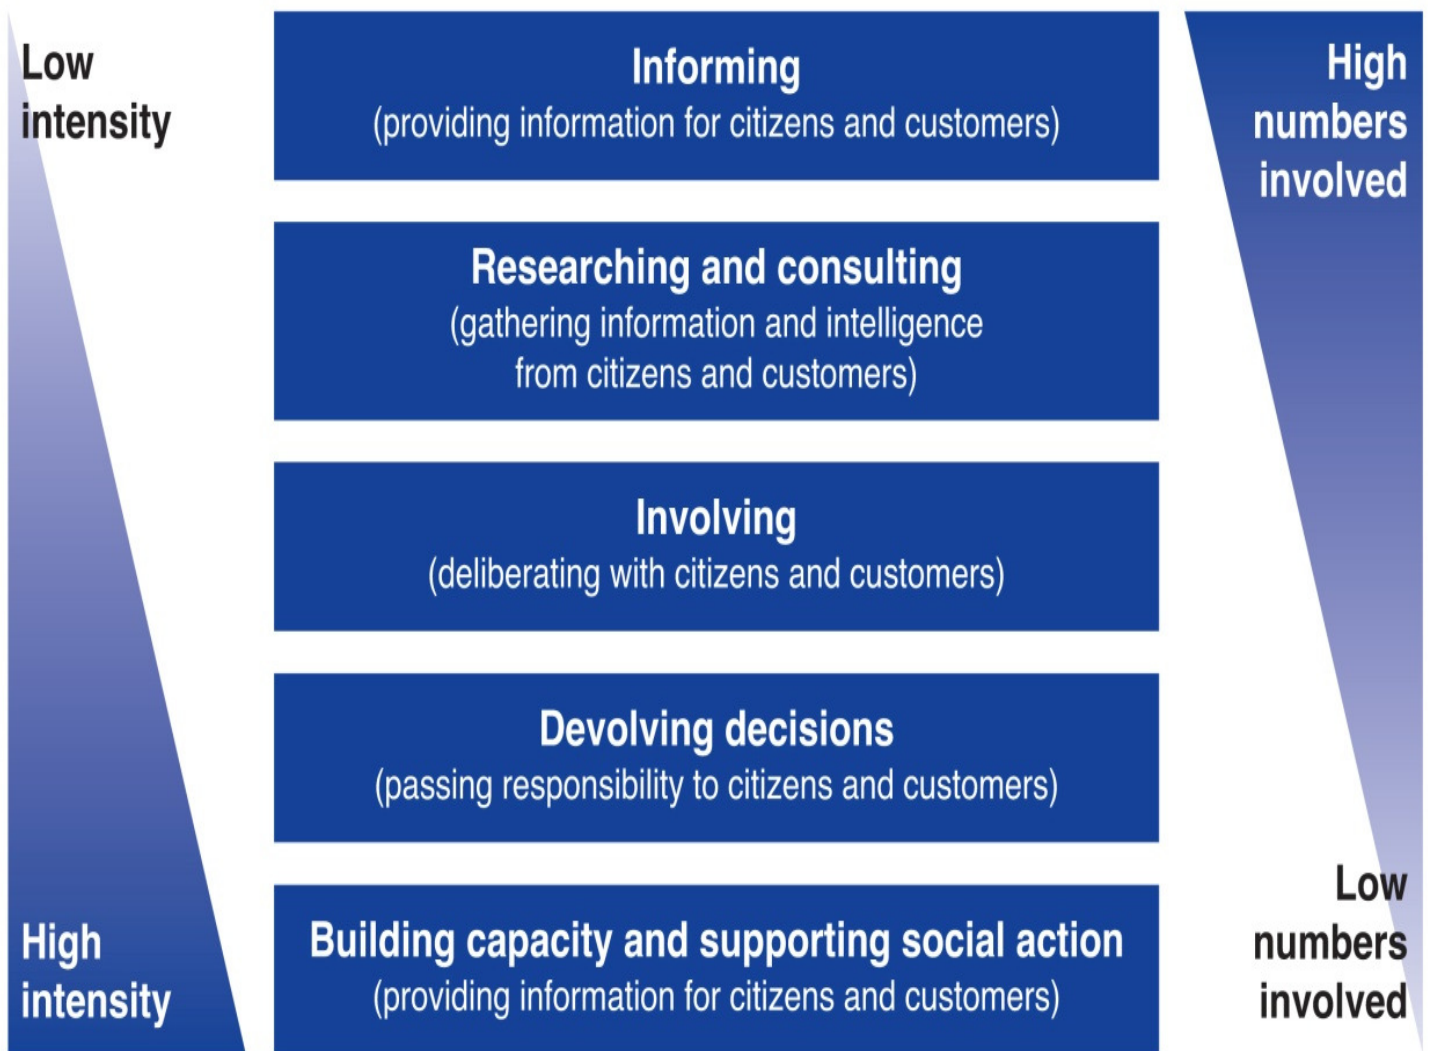 Low
intensity
Informing
(providing information for citizens and customers)
High
numbers
involved
Researching and consulting
(gathering information and intelligence
from citizens and customers)
Involving
(deliberating with citizens and customers)
Devolving decisions
(passing responsibility to citizens and customers)
High
intensity
Building capacity and supporting social action
(providing information for citizens and customers)
Low
numbers
involved